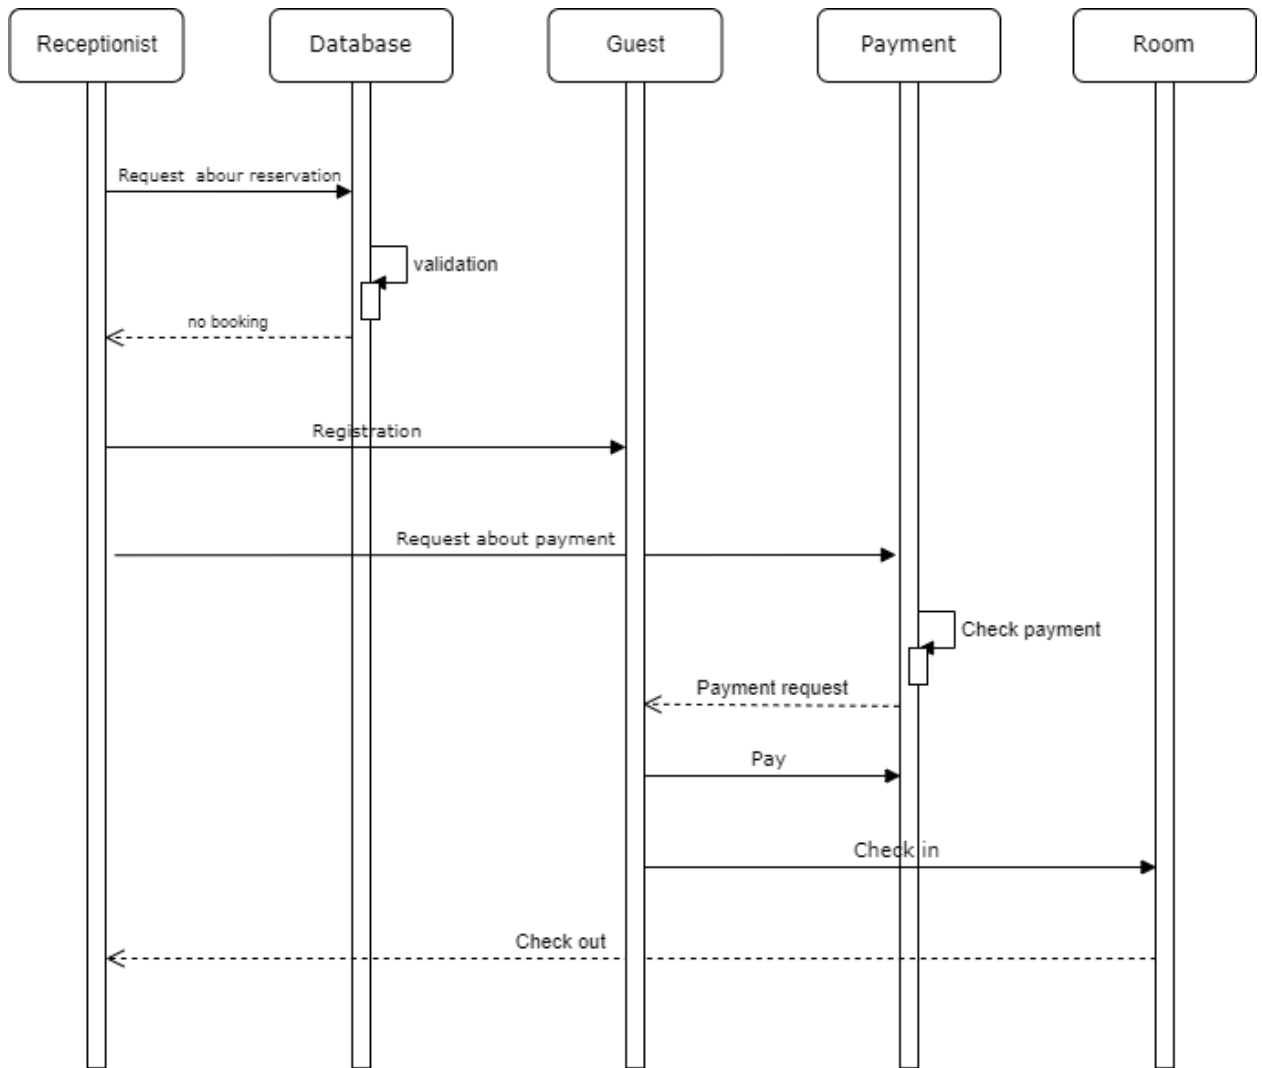 Receptionist
Database
Guest
Payment
Room
Request abour reservation
validation
no booking
Registration
Request about payment
Check payment
Payment request
Pay
Check in
Check out